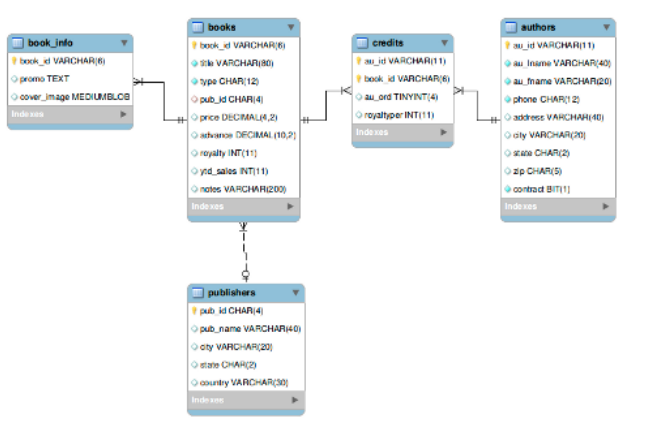 book_info
book_id VARCHAR(6)
promo TEXT
cover_image MEDIUMBLOB
Indexes
books
book_id VARCHAR(6)
title VARCHAR(80)
type CHAR(12)
pub_id CHAR(4)
price DECIMAL(4,2)
advance DECIMAL(10,2)
royalty INT(11)
ytd_sales INT(11)
notes VARCHAR(200)
Indexes
credits
au_id VARCHAR(11)
book_id VARCHAR(6)
au_ord TINYINT(4)
royaltyper INT(11)
Indexes
authors
au_id VARCHAR(11)
au_lname VARCHAR(40)
au_fname VARCHAR(20)
phone CHAR(12)
address VARCHAR(40)
city VARCHAR(20)
state CHAR(2)
zip CHAR(5)
contract BIT(1)
Indexes
publishers
pub_id CHAR(4)
pub_name VARCHAR(40)
city VARCHAR(20)
state CHAR(2)
country VARCHAR(30)
Indexes